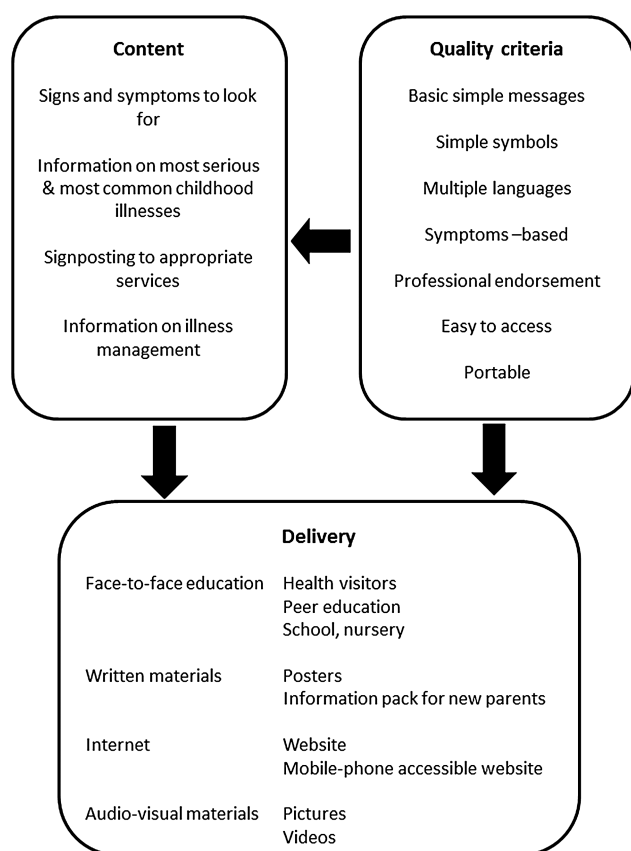 Content
Signs and symptoms to look
for
Information on most serious
& most common childhood
illnesses
Signposting to appropriate
services
Information on illness
management
Quality criteria
Basic simple messages
Simple symbols
Multiple languages
Symptoms –based
Professional endorsement
Easy to access
Portable
Delivery
Face-to-face education Health visitors
Peer education
School, nursery
Written materials Posters
Information pack for new parents
Internet Website
Mobile-phone accessible website
Audio-visual materials Pictures
Videos